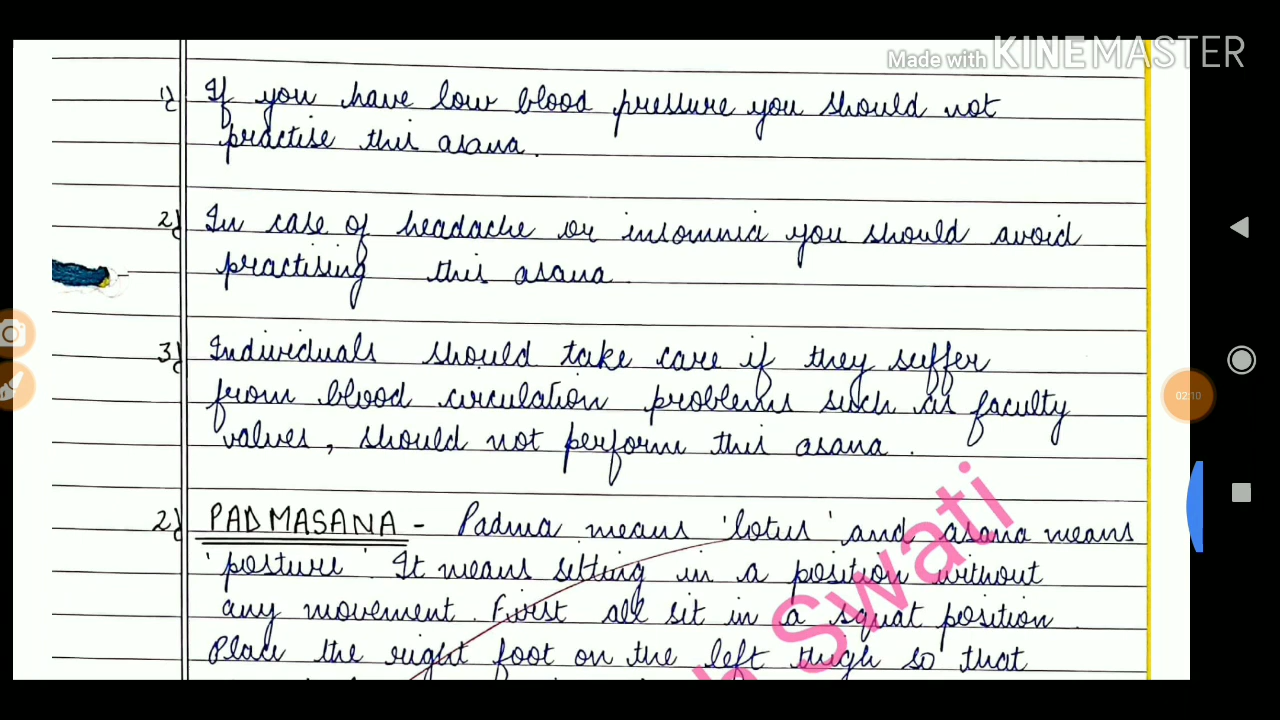 Made with KINEMASTER
1) If you have low blood pressure you should not
practise this asana.
2) In case of headache or insomnia you should avoid
practising this asana.
3) Individuals should take care if they suffer
from blood circulation problems such as faculty
values, should not perform this asana.
2) PADMASANA - Padma means 'lotus' and asana means
'posture'. It means setting in a position without
any movement. First all sit in a squat position.
Place the right foot on the left thigh so that
Swati
02:10